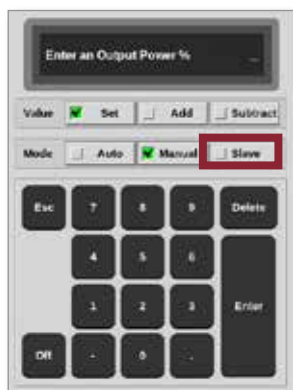 Enter an Output Power % _
Value Set Add Subtract
Mode Auto Manual Slave
Esc 7 8 9 Delete
4 5 6
1 2 3 Enter
Off - 0 .